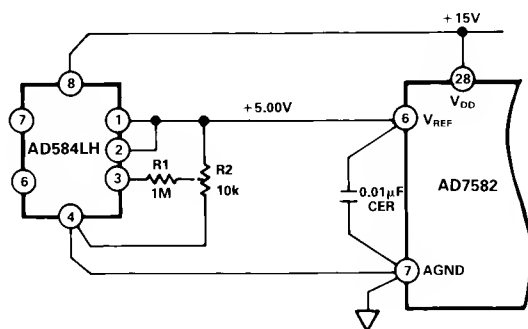 +15V
8
28
VDD
7
1
+5.00V
6
VREF
2
AD584LH
R1
R2
6
3
1M
10k
0.01μF
CER
AD7582
4
7
AGND